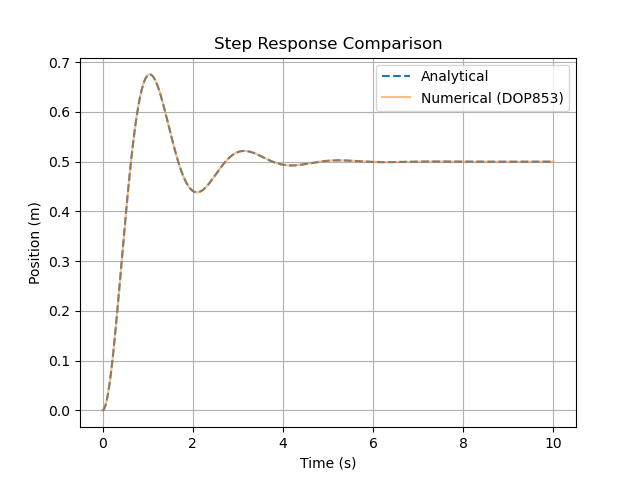 Step Response Comparison
Analytical
Numerical (DOP853)
0.7
0.6
0.5
0.4
0.3
0.2
0.1
0.0
Position (m)
0
2
4
6
8
10
Time (s)